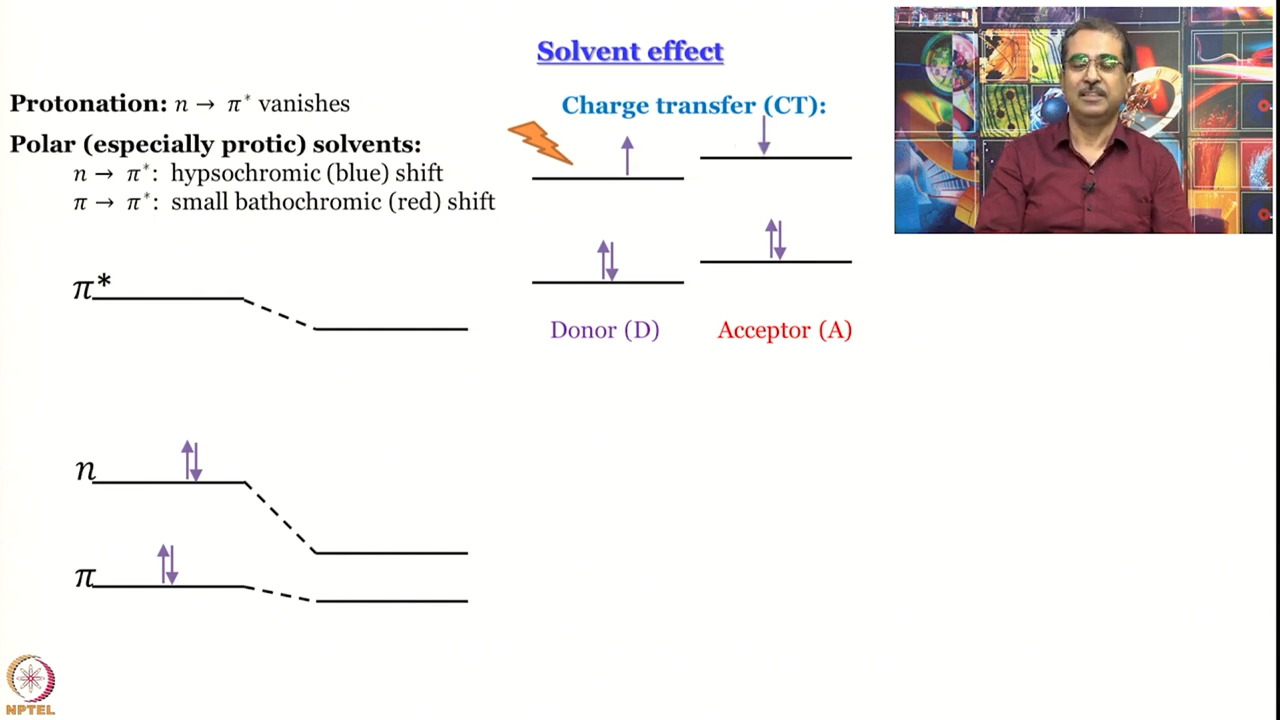 Solvent effect
Protonation: n → π* vanishes
Polar (especially protic) solvents:
n → π*: hypsochromic (blue) shift
π → π*: small bathochromic (red) shift
π*
n
π
Charge transfer (CT):
Donor (D)
Acceptor (A)
NPTEL